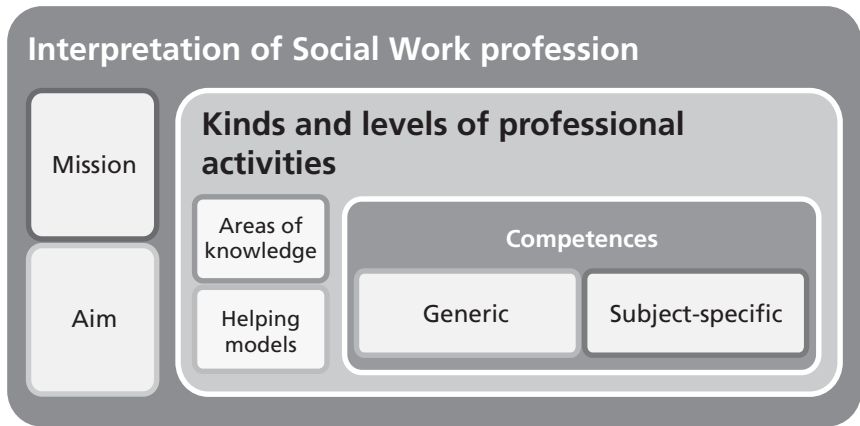 Interpretation of Social Work profession
Mission
Aim
Kinds and levels of professional
activities
Areas of
knowledge
Helping
models
Competences
Generic
Subject-specific